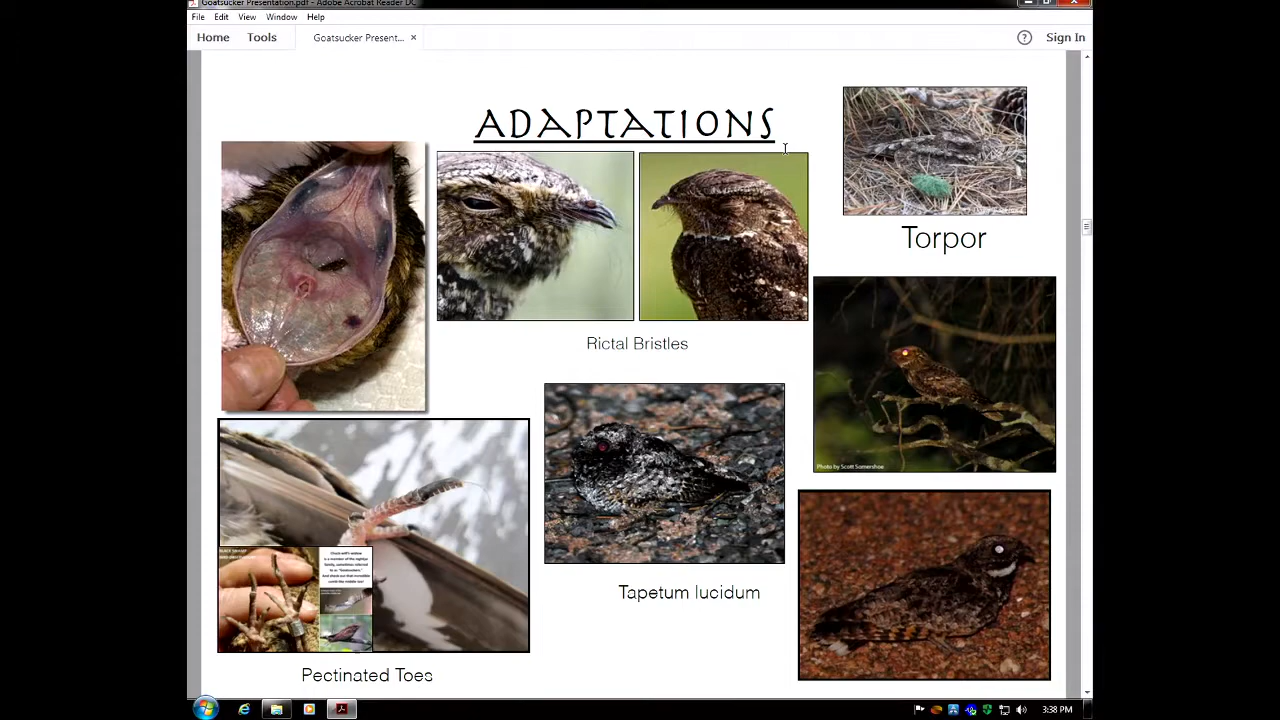 Goatsucker Presentation.pdf - Adobe Acrobat Reader DC
File Edit View Window Help
Home Tools Goatsucker Present... × ? Sign In
ADAPTATIONS
Torpor
Rictal Bristles
Photo by Scott Somershoe
Tapetum lucidum
Pectinated Toes
3:38 PM